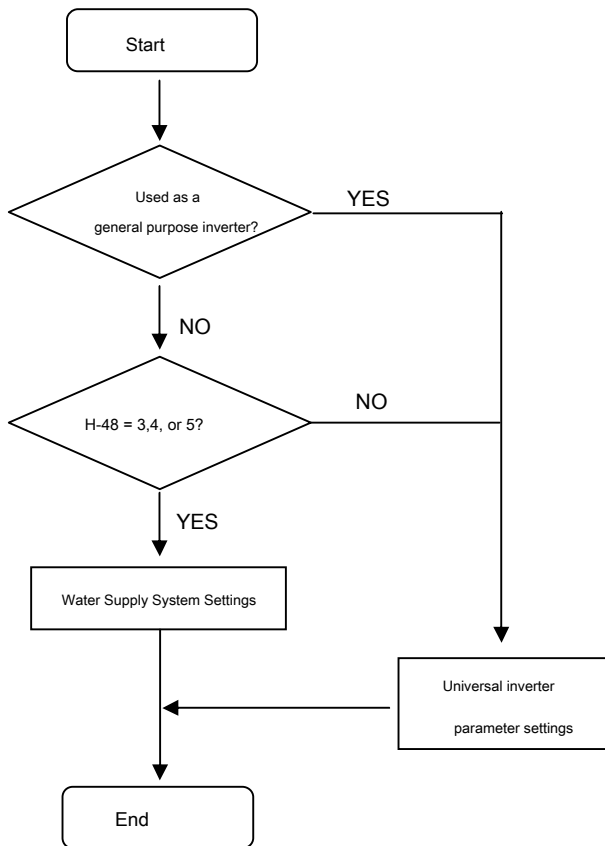 Start
Used as a
general purpose inverter?
YES
NO
H-48 = 3,4, or 5?
NO
YES
Water Supply System Settings
Universal inverter
parameter settings
End